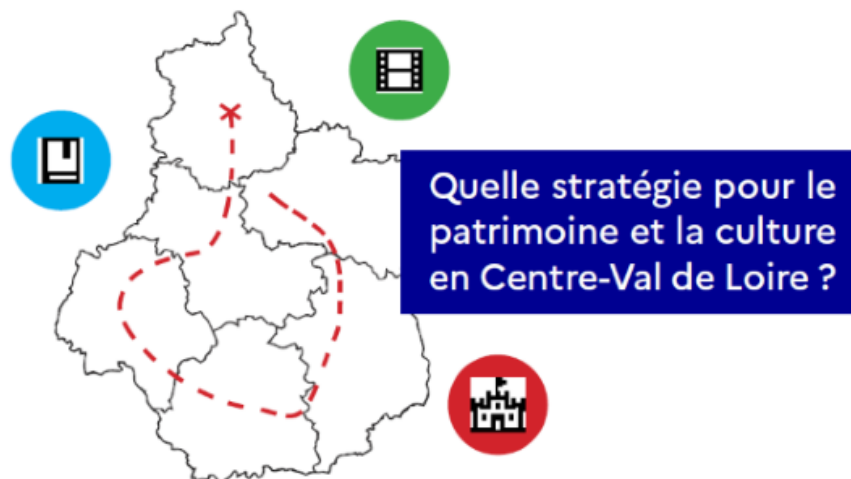 Quelle stratégie pour le
patrimoine et la culture
en Centre-Val de Loire ?